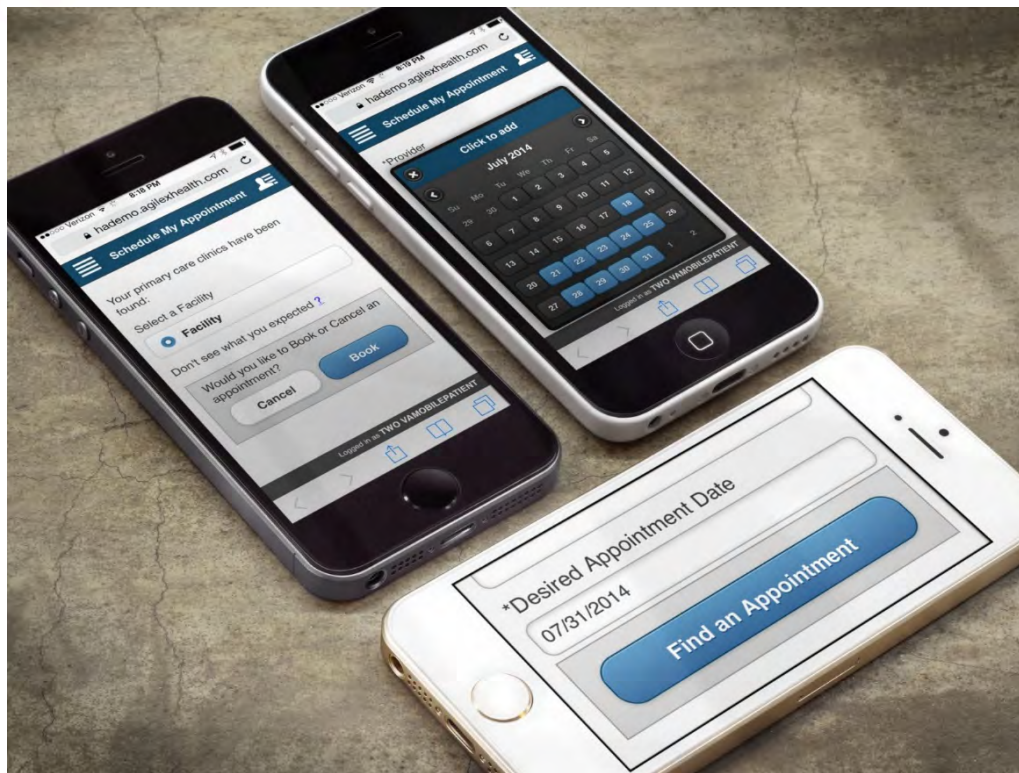 Verizon 8:18 PM
hademo.agilexhealth.com
Schedule My Appointment
Your primary care clinics have been
found:
Select a Facility
Facility
Don't see what you expected ?
Would you like to Book or Cancel an
appointment?
Cancel
Book
Logged in as TWO VAMOBILEPATIENT
Verizon 8:19 PM
hademo.agilexhealth.com
Schedule My Appointment
*Provider
Click to add
July 2014
Su Mo Tu We Th Fr Sa
29 30 1 2 3 4 5
6 7 8 9 10 11 12
13 14 15 16 17 18 19
20 21 22 23 24 25 26
27 28 29 30 31 1 2
Logged in as TWO VAMOBILEPATIENT
*Desired Appointment Date
07/31/2014
Find an Appointment